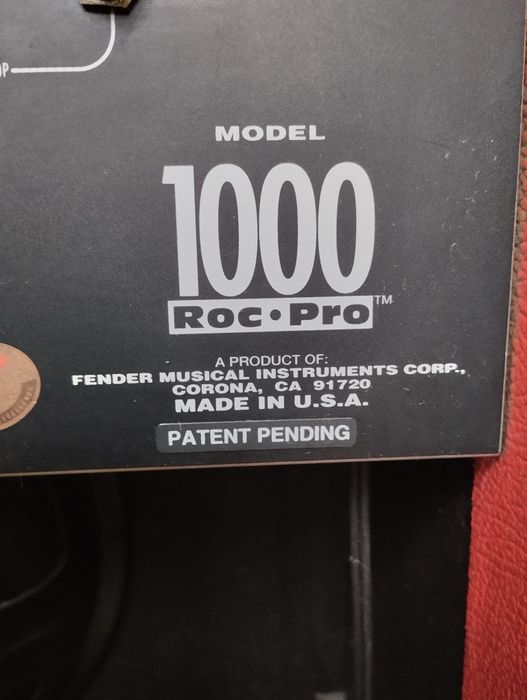 MODEL
1000
Roc•Pro™
A PRODUCT OF:
FENDER MUSICAL INSTRUMENTS CORP.,
CORONA, CA 91720
MADE IN U.S.A.
PATENT PENDING